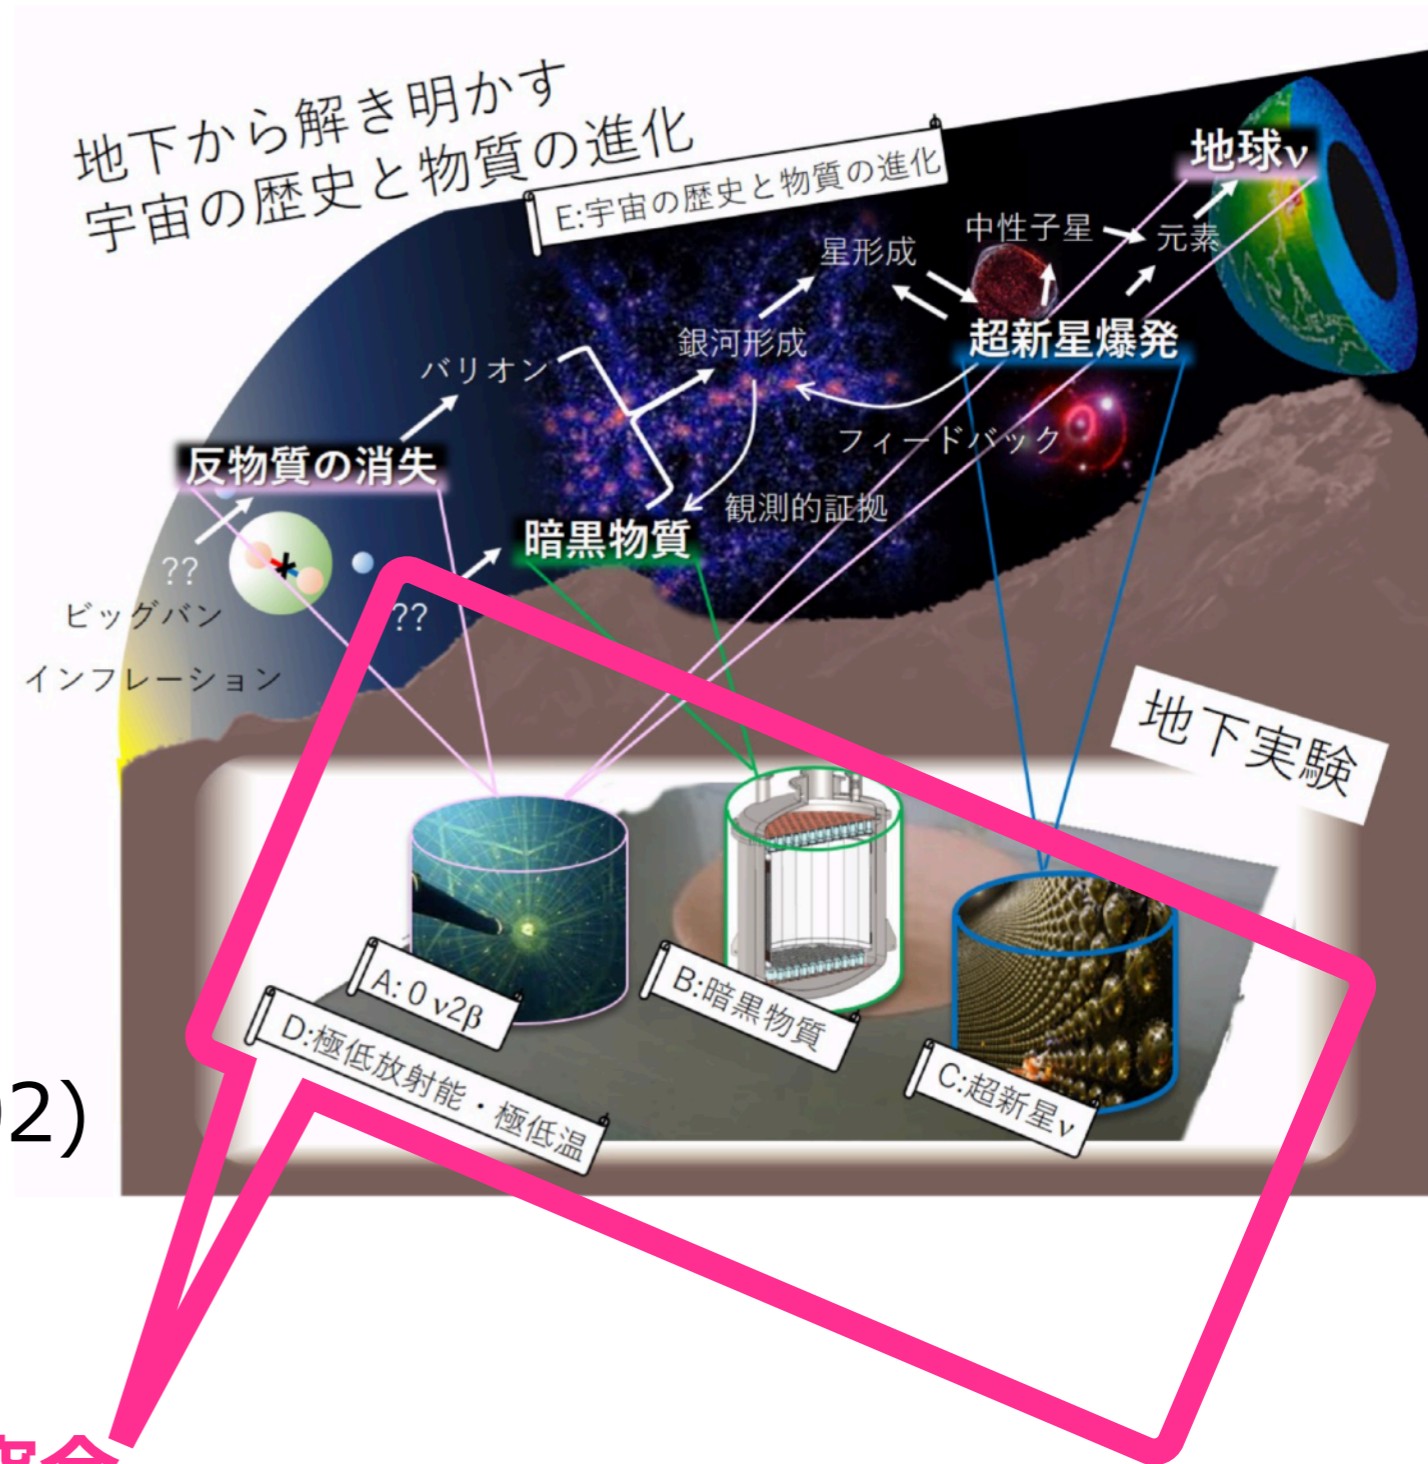 地下から解き明かす
宇宙の歴史と物質の進化
E:宇宙の歴史と物質の進化
地球ν
中性子星
元素
星形成
超新星爆発
銀河形成
バリオン
フィードバック
反物質の消失
観測的証拠
暗黒物質
??
ビッグバン
??
インフレーション
地下実験
A: 0 ν2β
B:暗黒物質
D:極低放射能・極低温
C:超新星ν
2)